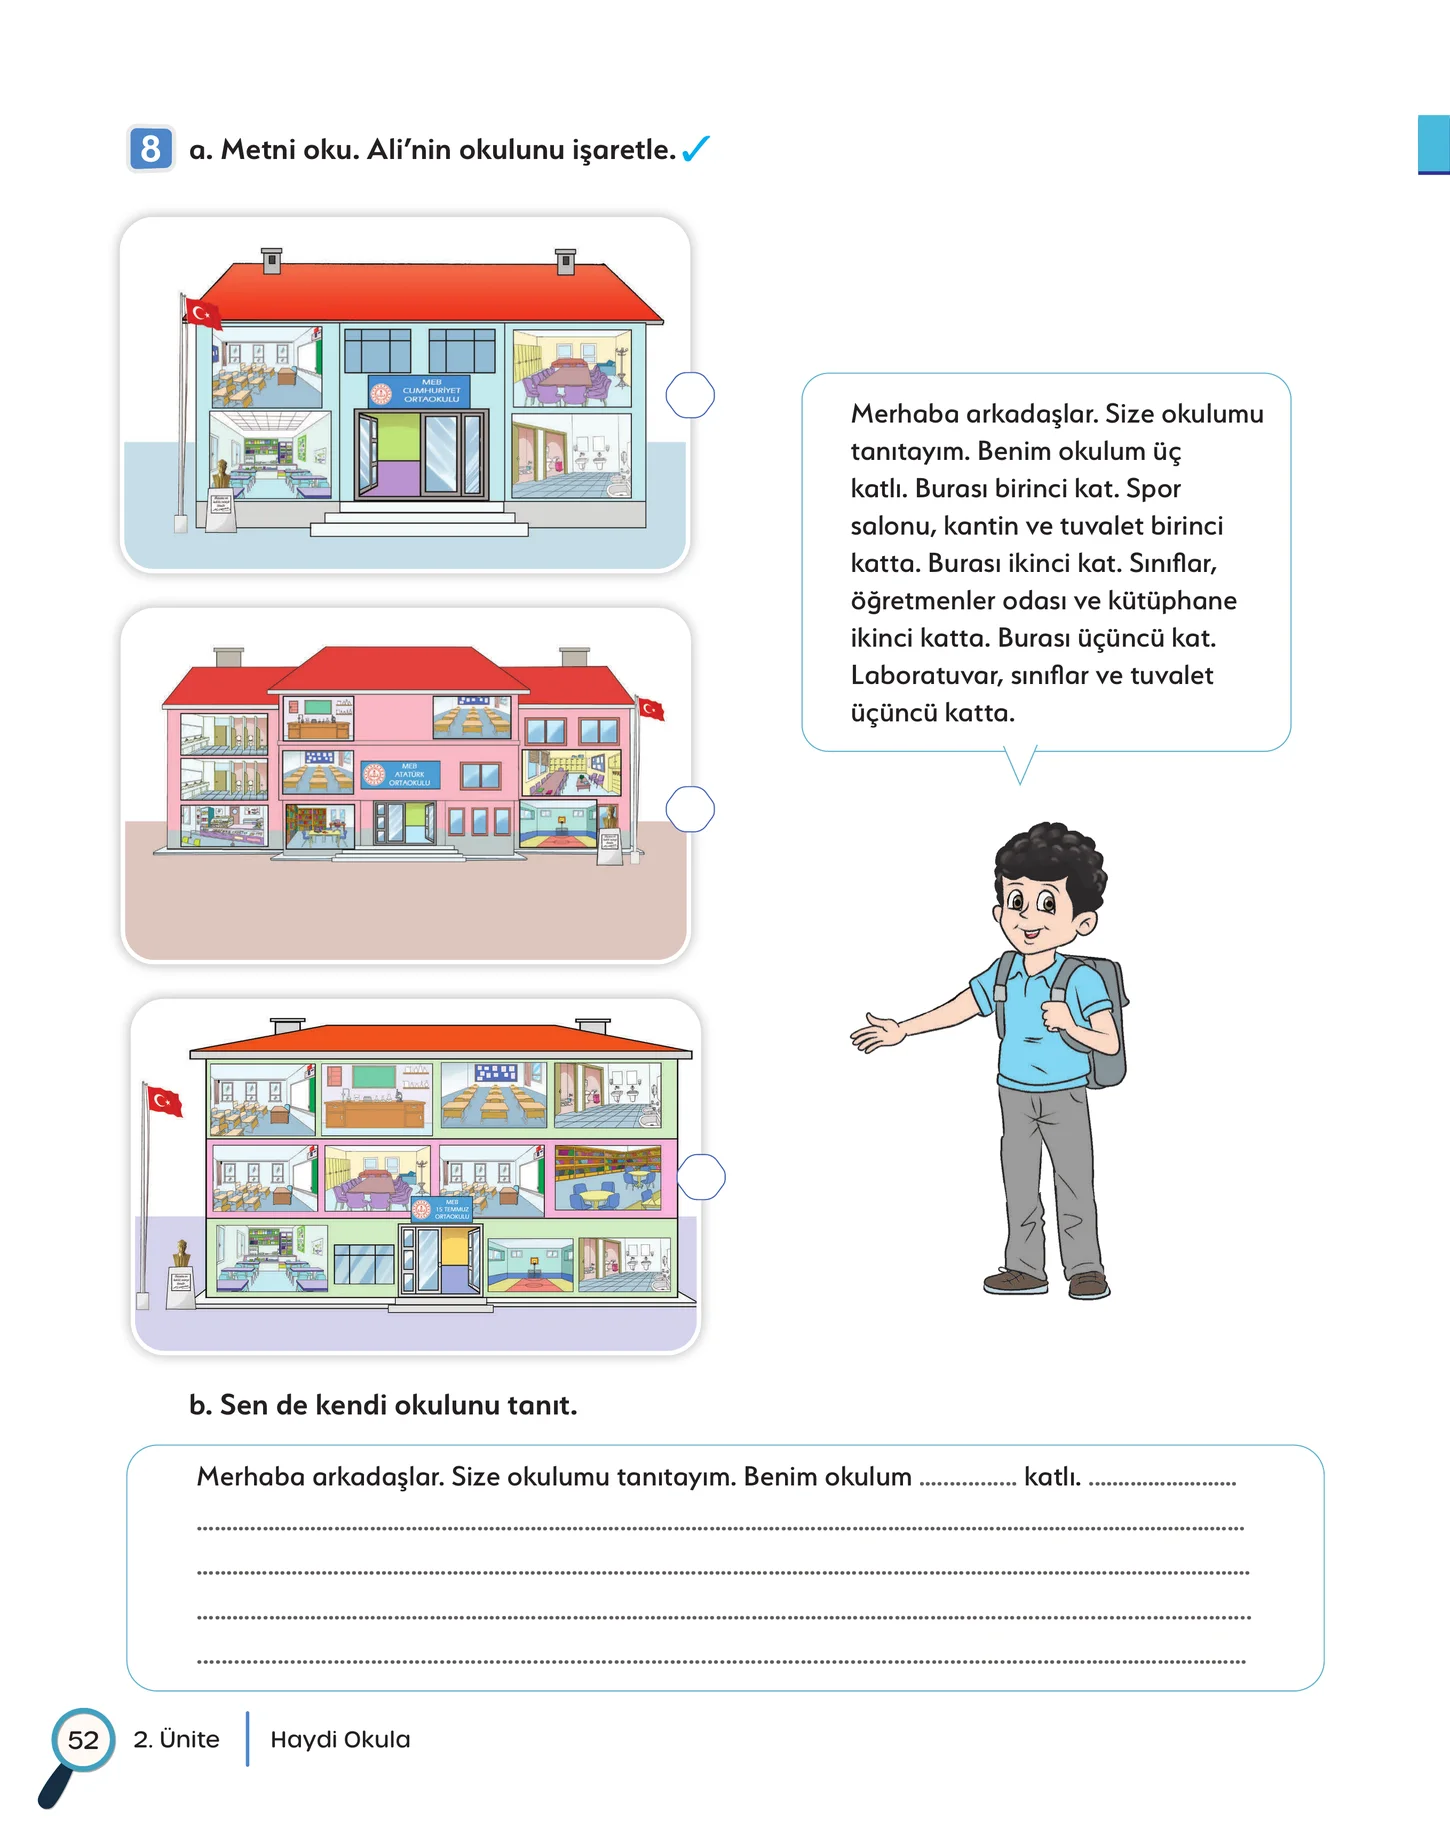 8 a. Metni oku. Ali’nin okulunu işaretle.
MEB
CUMHURİYET
ORTAOKULU
Merhaba arkadaşlar. Size okulumu
tanıtayım. Benim okulum üç
katlı. Burası birinci kat. Spor
salonu, kantin ve tuvalet birinci
katta. Burası ikinci kat. Sınıflar,
öğretmenler odası ve kütüphane
ikinci katta. Burası üçüncü kat.
Laboratuvar, sınıflar ve tuvalet
üçüncü katta.
MEB
ATATÜRK
ORTAOKULU
MEB
15 TEMMUZ
ORTAOKULU
b. Sen de kendi okulunu tanıt.
Merhaba arkadaşlar. Size okulumu tanıtayım. Benim okulum ................ katlı. .........................
52 2. Ünite Haydi Okula